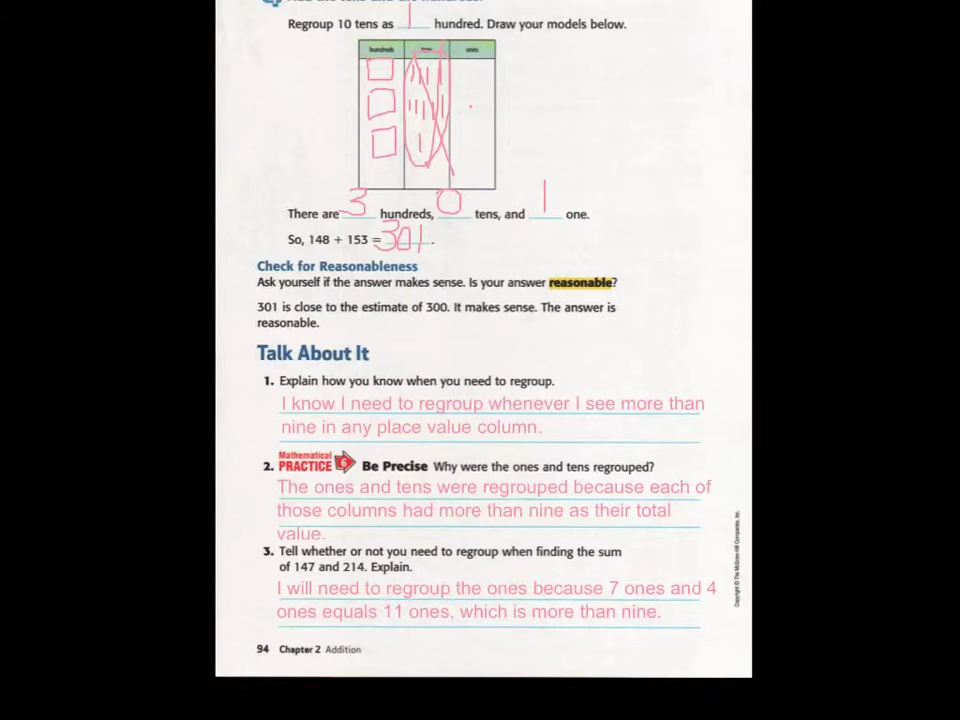 Regroup 10 tens as 1 hundred. Draw your models below.
hundreds tens ones
There are 3 hundreds, 0 tens, and 1 one.
So, 148 + 153 = 301.
Check for Reasonableness
Ask yourself if the answer makes sense. Is your answer reasonable?
301 is close to the estimate of 300. It makes sense. The answer is
reasonable.
Talk About It
1. Explain how you know when you need to regroup.
I know I need to regroup whenever I see more than
nine in any place value column.
Mathematical
2. PRACTICE 6 Be Precise Why were the ones and tens regrouped?
The ones and tens were regrouped because each of
those columns had more than nine as their total
value.
3. Tell whether or not you need to regroup when finding the sum
of 147 and 214. Explain.
I will need to regroup the ones because 7 ones and 4
ones equals 11 ones, which is more than nine.
94 Chapter 2 Addition
Copyright © The McGraw-Hill Companies, Inc.